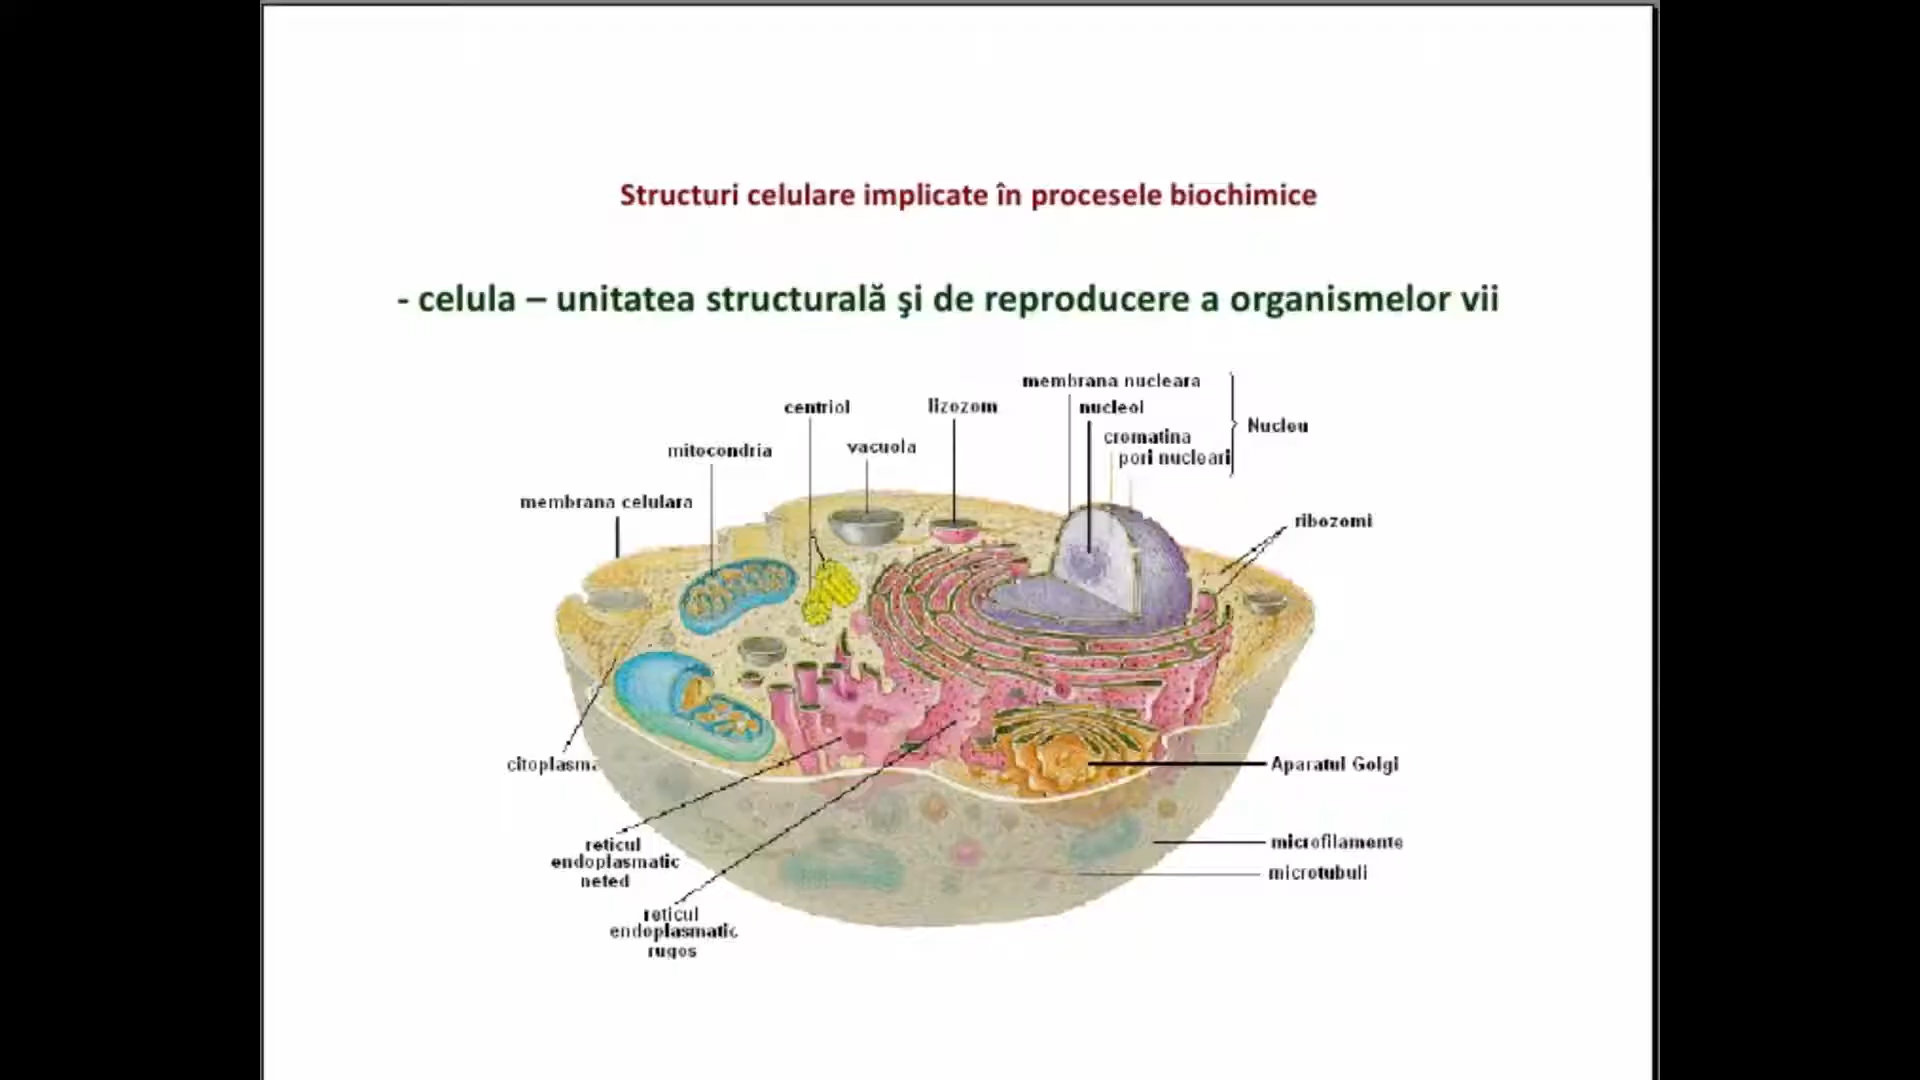 Structuri celulare implicate în procesele biochimice
- celula – unitatea structurală şi de reproducere a organismelor vii
membrana nucleara
centriol
lizozom
nucleol
Nucleu
cromatina
mitocondria
vacuola
pori nucleari
membrana celulara
ribozomi
citoplasma
Aparatul Golgi
reticul
endoplasmatic
neted
microfilamente
microtubuli
reticul
endoplasmatic
rugos